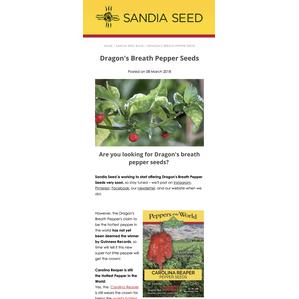 SANDIA SEED
HOME / SANDIA SEED BLOG / DRAGON'S BREATH PEPPER SEEDS
Dragon's Breath Pepper Seeds
Posted on 08 March 2018
Are you looking for Dragon's breath
pepper seeds?
Sandia Seed is working to start offering Dragon's Breath Pepper
Seeds very soon, so stay tuned - we'll post on Instagram,
Pinterest, Facebook, our newsletter, and our website when we
do!
However, the Dragon's
Breath Pepper's claim to
be the hottest pepper in
the world has not yet
been deemed the winner
by Guinness Records, so
time will tell if this new
super hot little pepper will
get the crown!
Carolina Reaper is still
the Hottest Pepper in the
World:
Yes, the Carolina Reaper
is still the crown for
being the world's hottest
Peppers of the World
CAROLINA REAPER
PEPPER SEEDS